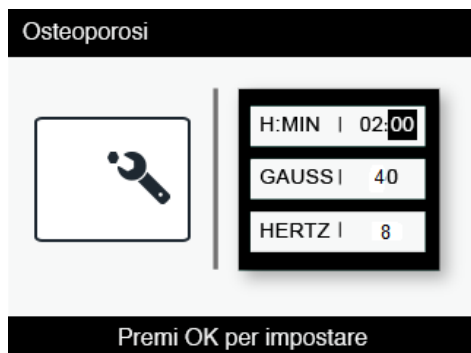 Osteoporosi
H:MIN | 02:00
GAUSS | 40
HERTZ | 8
Premi OK per impostare